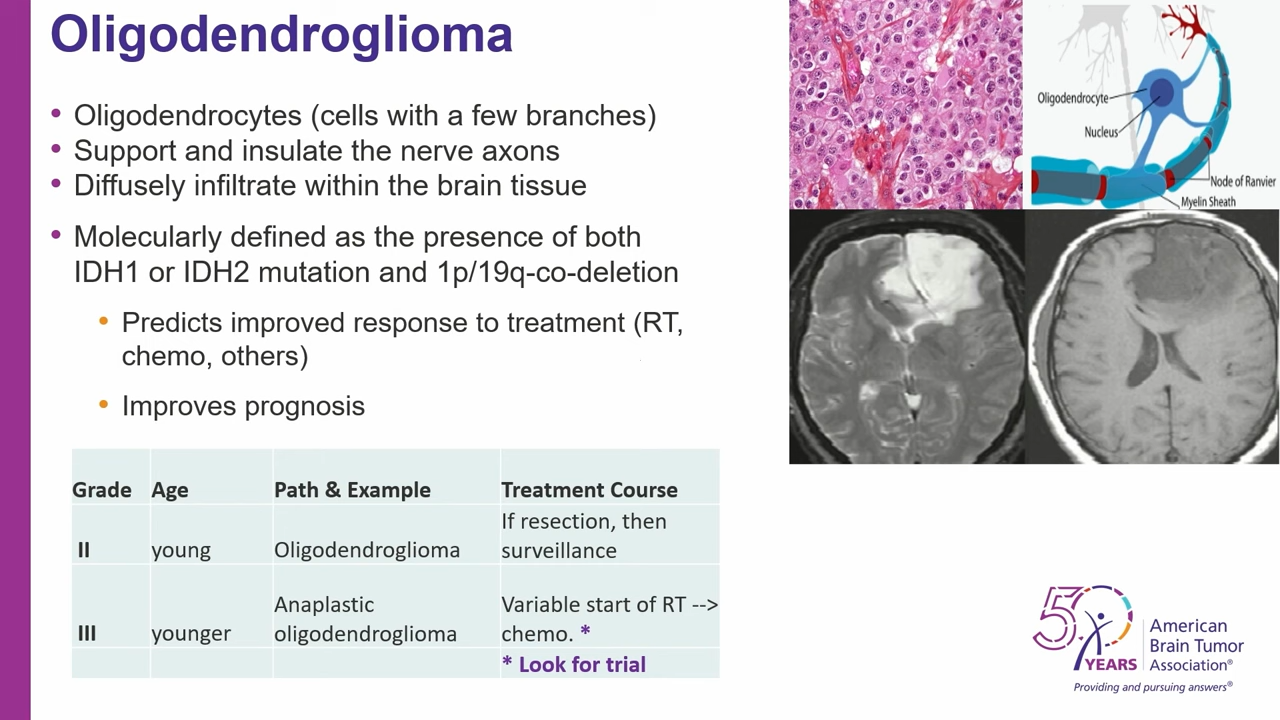 Oligodendroglioma
• Oligodendrocytes (cells with a few branches)
• Support and insulate the nerve axons
• Diffusely infiltrate within the brain tissue
• Molecularly defined as the presence of both
IDH1 or IDH2 mutation and 1p/19q-co-deletion
• Predicts improved response to treatment (RT,
chemo, others)
• Improves prognosis
Grade Age Path & Example Treatment Course
II young Oligodendroglioma If resection, then
surveillance
III younger Anaplastic
oligodendroglioma Variable start of RT -->
chemo. *
* Look for trial
Oligodendrocyte
Nucleus
Node of Ranvier
Myelin Sheath
50
YEARS
American
Brain Tumor
Association®
Providing and pursuing answers®